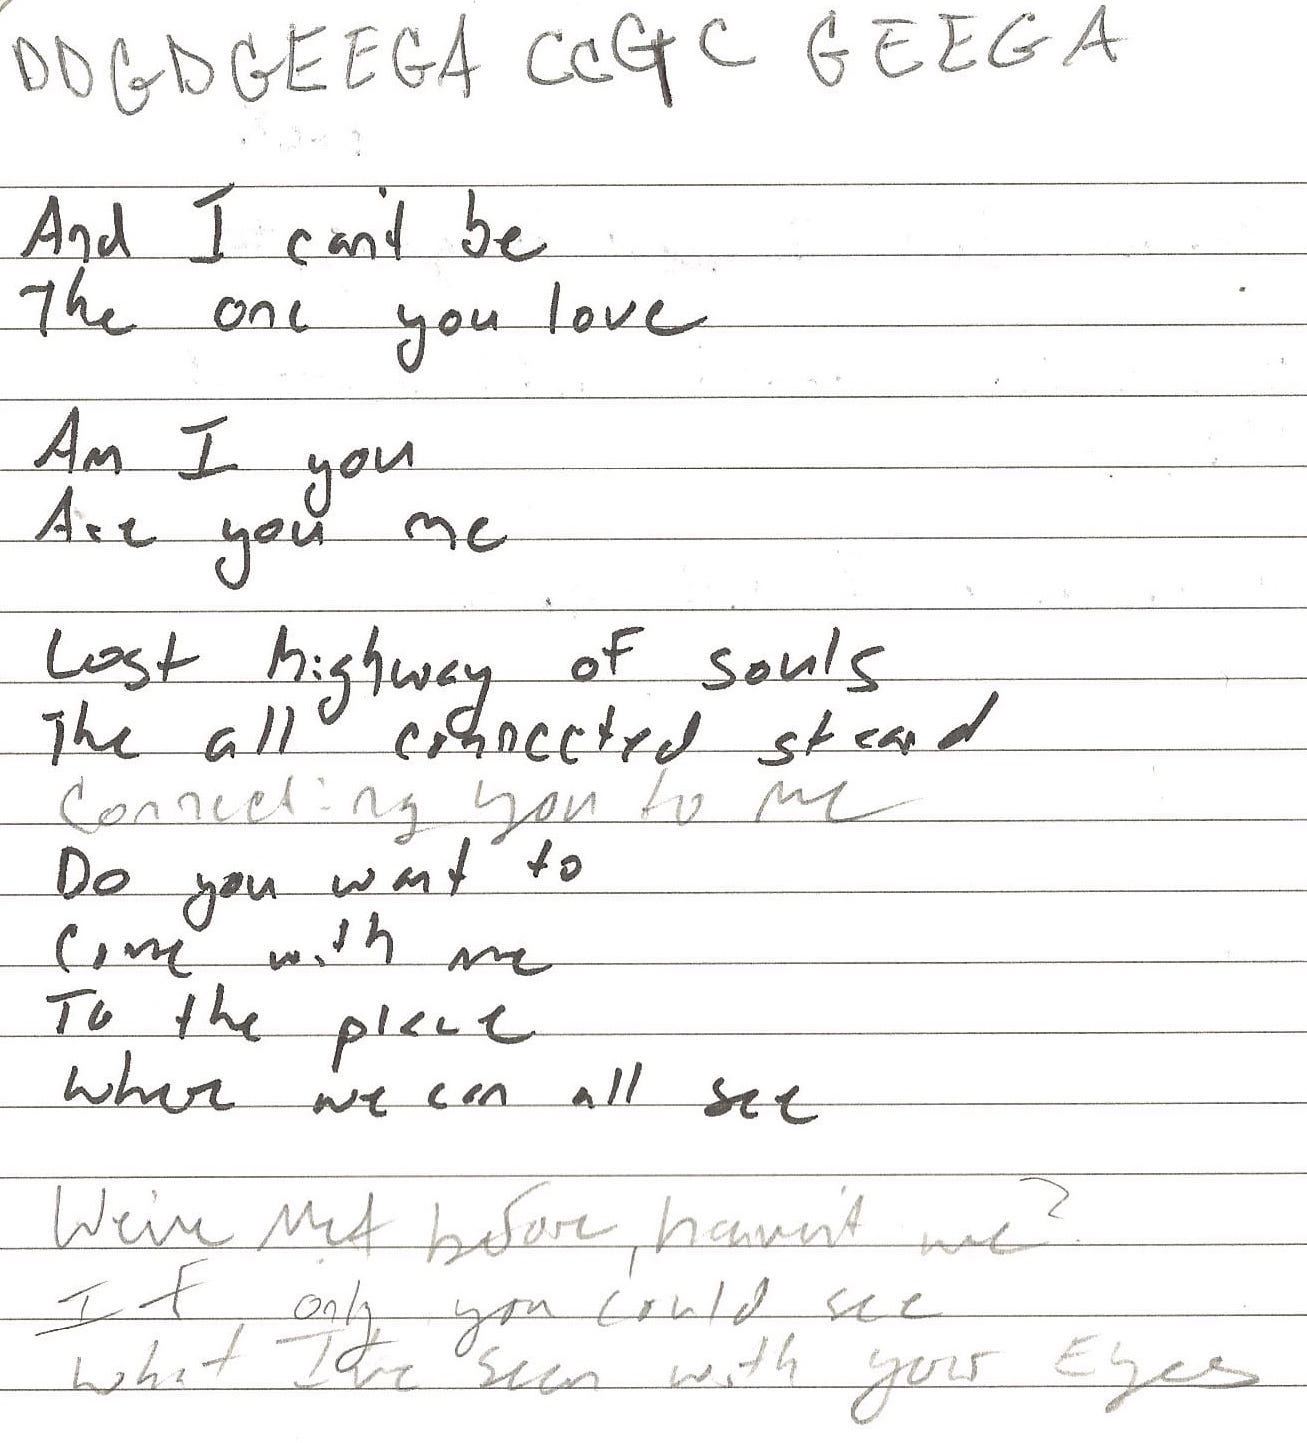 DDGDGEEGA CCGC GEEGA
And I can't be
The one you love
Am I you
Are you me
Lost highway of souls
The all connected strand
Connecting you to me
Do you want to
Come with me
To the place
Where we can all see
We've Met before, haven't we?
If only you could see
What I've seen with your Eyes